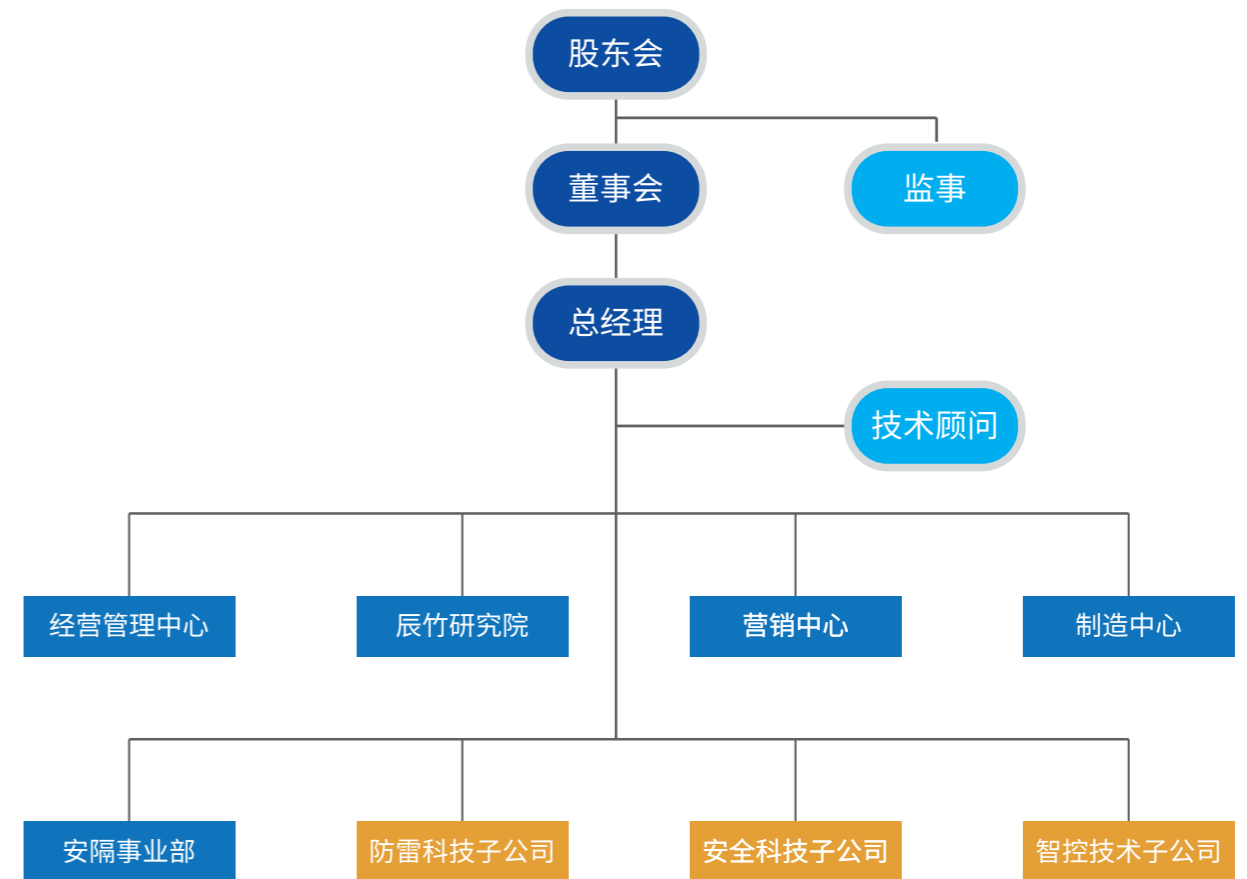 股东会
董事会
监事
总经理
技术顾问
经营管理中心
辰竹研究院
营销中心
制造中心
安隔事业部
防雷科技子公司
安全科技子公司
智控技术子公司